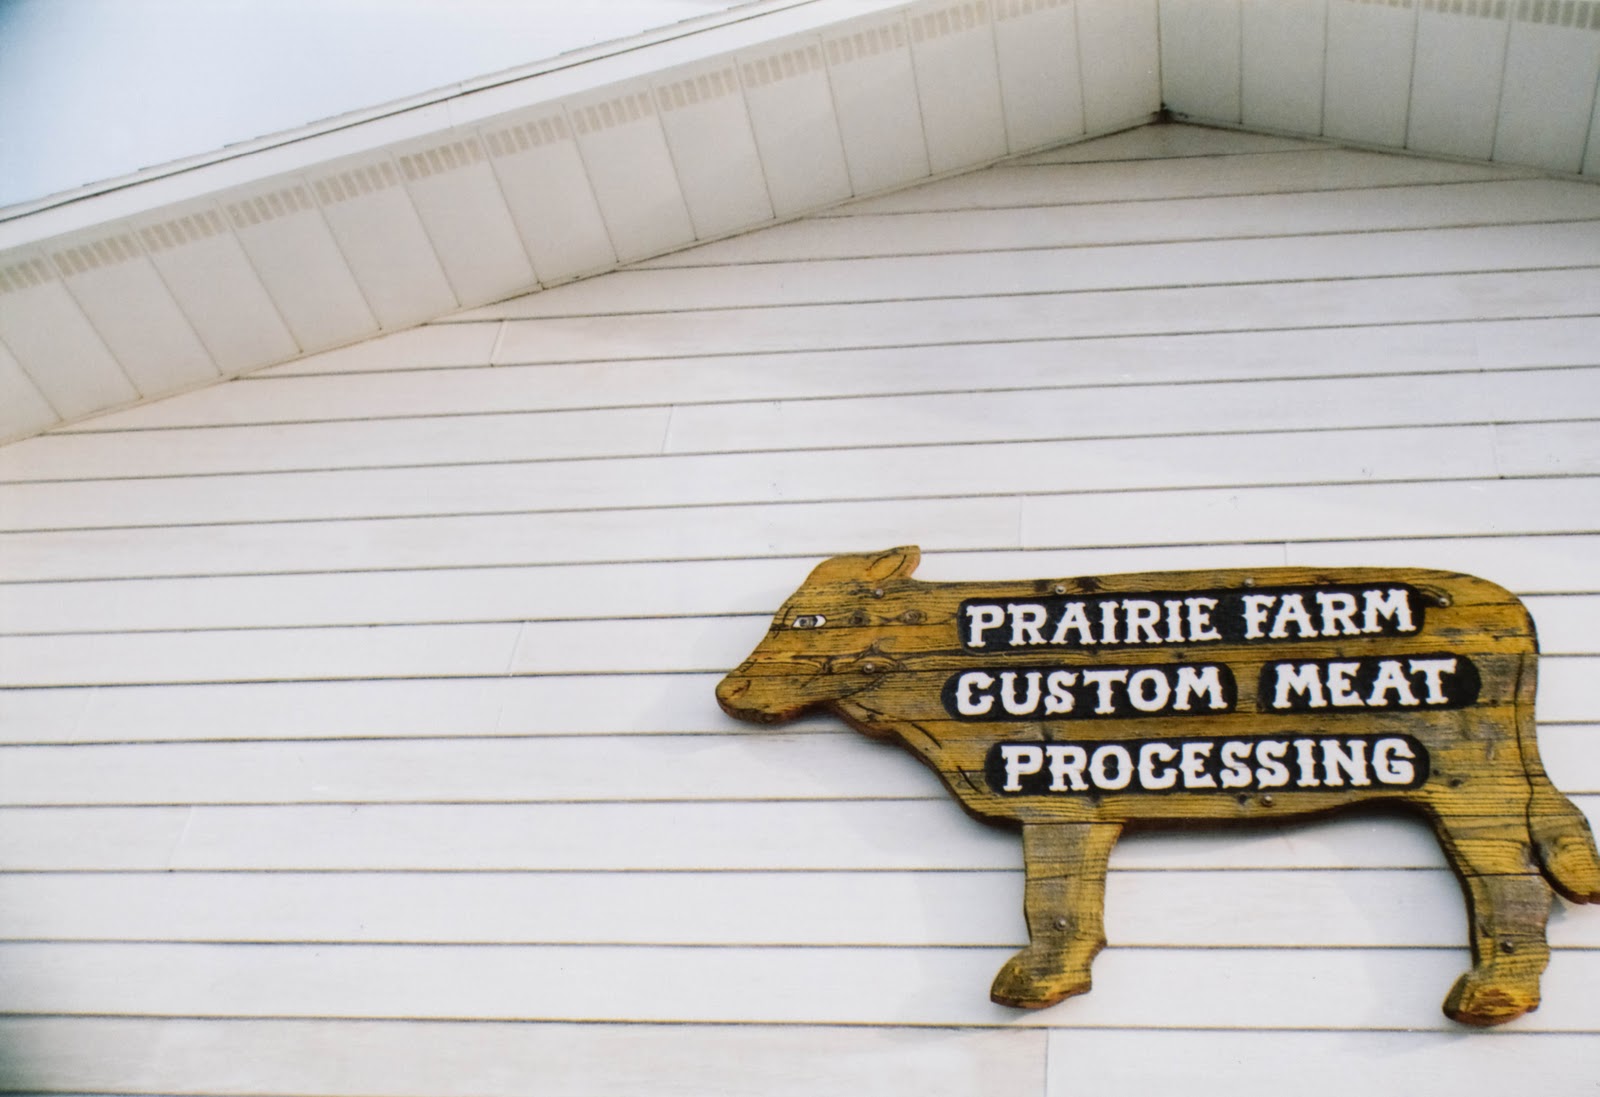 PRAIRIE FARM
CUSTOM MEAT
PROCESSING